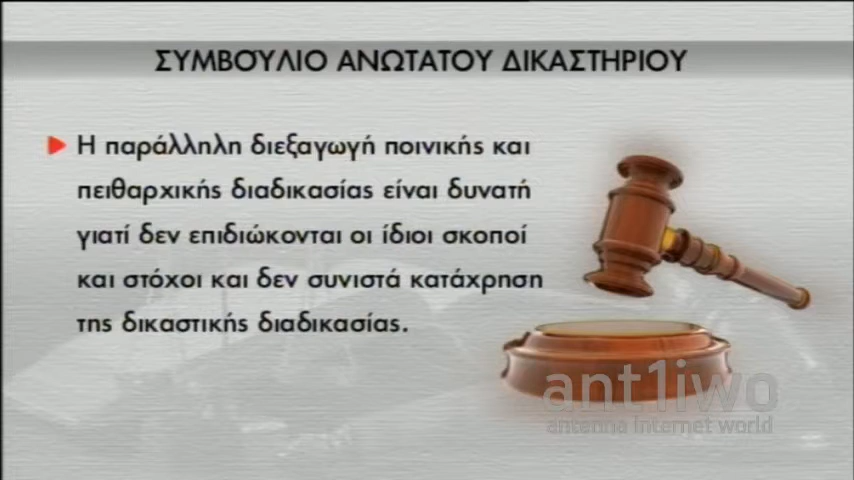 ΣΥΜΒΟΎΛΙΟ ΑΝΩΤΑΤΟΥ ΔΙΚΑΣΤΗΡΙΟΥ
Η παράλληλη διεξαγωγή ποινικής και
πειθαρχικής διαδικασίας είναι δυνατή
γιατί δεν επιδιώκονται οι ίδιοι σκοποί
και στόχοι και δεν συνιστά κατάχρηση
της δικαστικής διαδικασίας.
ant1iwo
antenna internet world